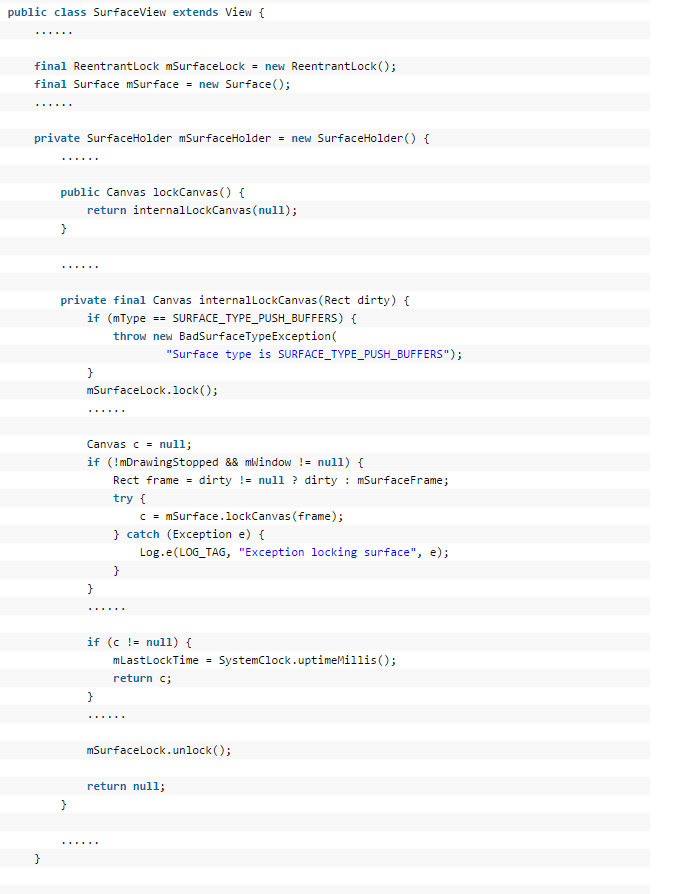 public class SurfaceView extends View {
    ......
    final ReentrantLock mSurfaceLock = new ReentrantLock();
    final Surface mSurface = new Surface();
    ......
    private SurfaceHolder mSurfaceHolder = new SurfaceHolder() {
        ......
        public Canvas lockCanvas() {
            return internalLockCanvas(null);
        }
        ......
        private final Canvas internalLockCanvas(Rect dirty) {
            if (mType == SURFACE_TYPE_PUSH_BUFFERS) {
                throw new BadSurfaceTypeException(
                        "Surface type is SURFACE_TYPE_PUSH_BUFFERS");
            }
            mSurfaceLock.lock();
            ......
            Canvas c = null;
            if (!mDrawingStopped && mWindow != null) {
                Rect frame = dirty != null ? dirty : mSurfaceFrame;
                try {
                    c = mSurface.lockCanvas(frame);
                } catch (Exception e) {
                    Log.e(LOG_TAG, "Exception locking surface", e);
                }
            }
            ......
            if (c != null) {
                mLastLockTime = SystemClock.uptimeMillis();
                return c;
            }
            ......
            mSurfaceLock.unlock();
            return null;
        }
        ......
    }